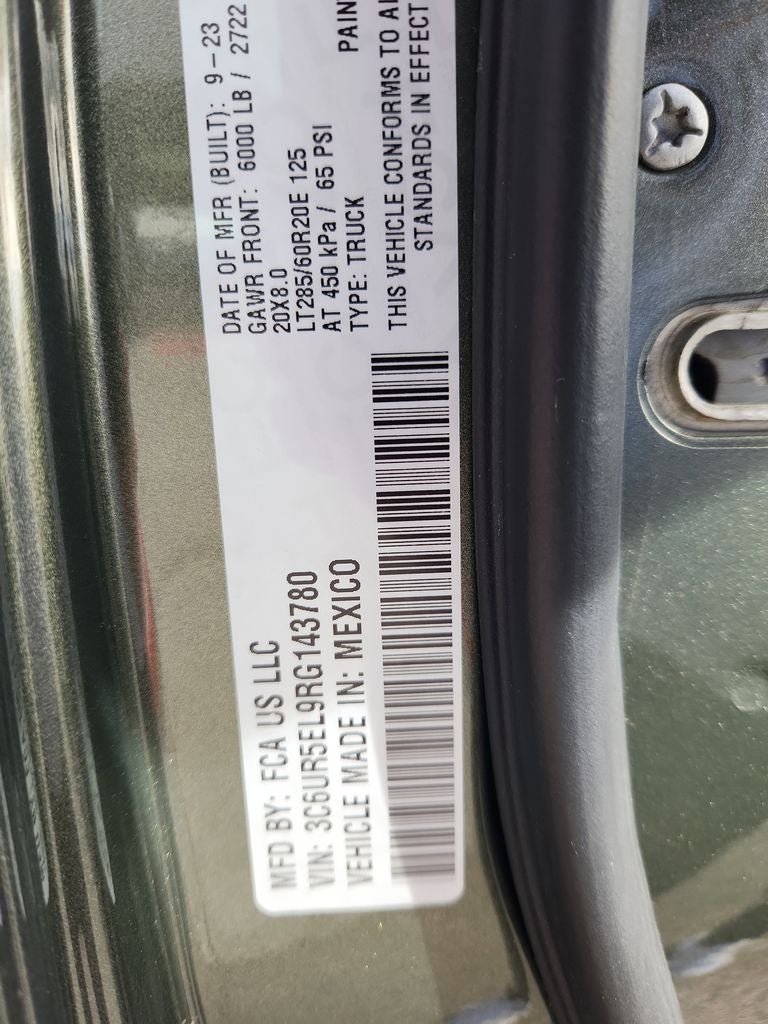 MFD BY: FCA US LLC
VIN: 3C6UR5EL9RG143780
VEHICLE MADE IN: MEXICO
DATE OF MFR (BUILT): 9-23
GAWR FRONT: 6000 LB / 2722
20X8.0
LT285/60R20E 125
AT 450 kPa / 65 PSI
TYPE: TRUCK
PAIN
THIS VEHICLE CONFORMS TO Al
STANDARDS IN EFFECT